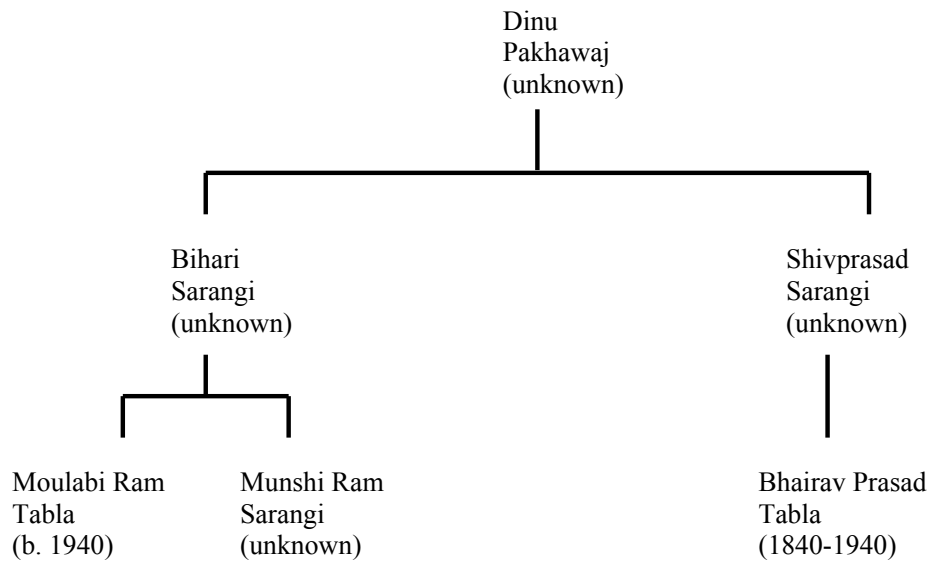 Dinu
Pakhawaj
(unknown)
Bihari
Sarangi
(unknown)
Shivprasad
Sarangi
(unknown)
Moulabi Ram
Tabla
(b. 1940)
Munshi Ram
Sarangi
(unknown)
Bhairav Prasad
Tabla
(1840-1940)